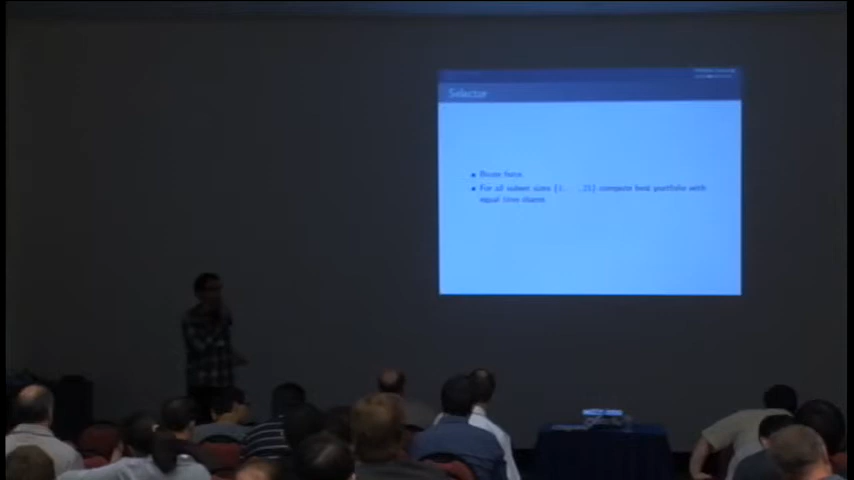 Selector
Brute force.
For all subset sizes {1, . . . , 21} compute best portfolio with
equal time shares